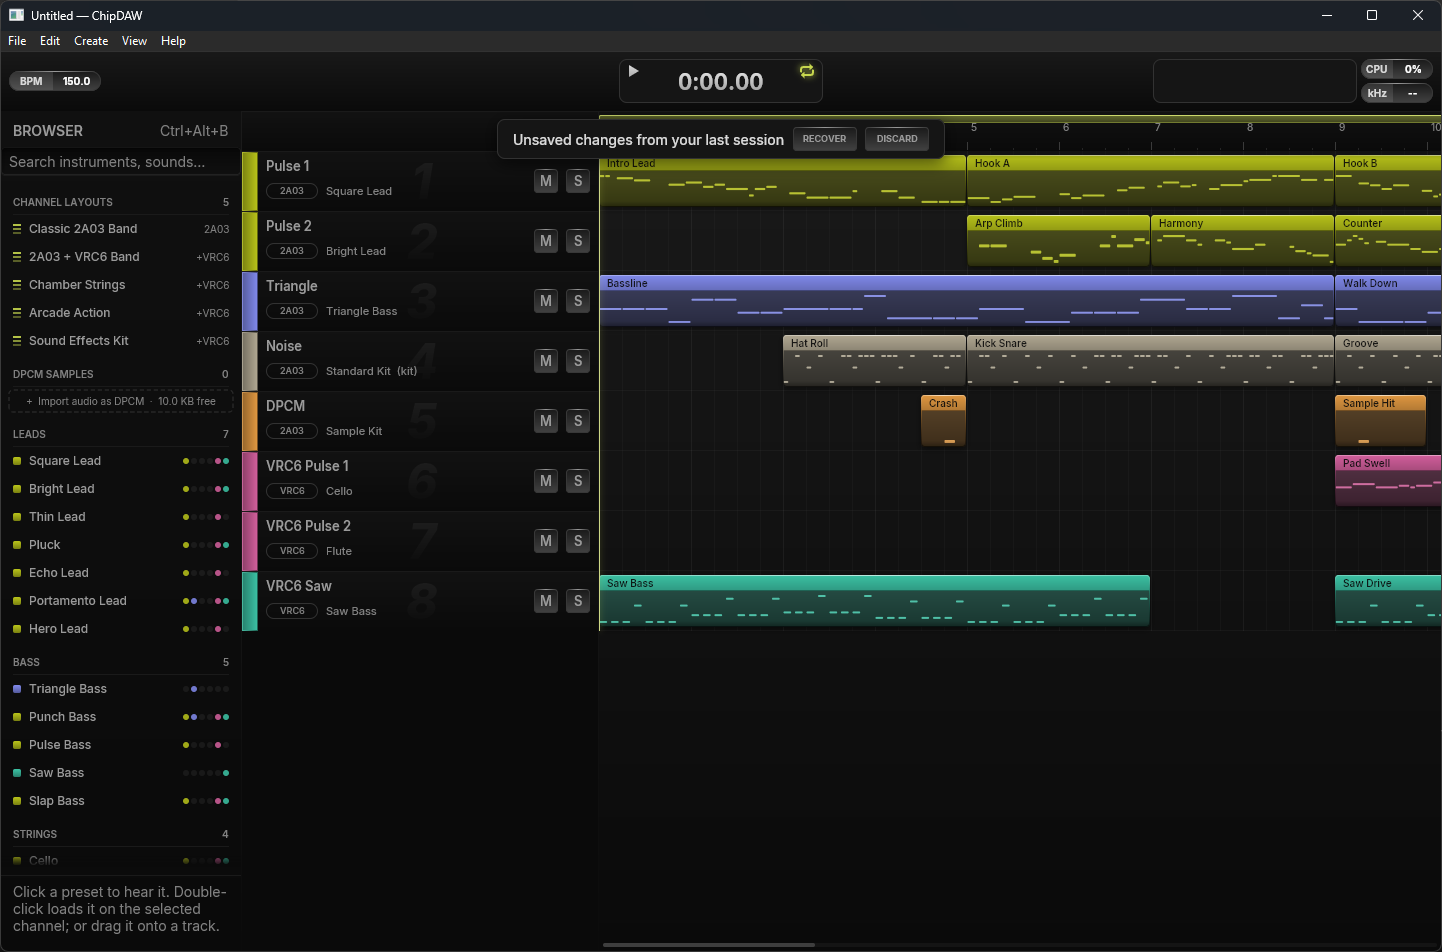 Untitled — ChipDAW
File Edit Create View Help
BPM 150.0
0:00.00
CPU 0%
kHz --
BROWSER Ctrl+Alt+B
Search instruments, sounds...
CHANNEL LAYOUTS 5
Classic 2A03 Band 2A03
2A03 + VRC6 Band +VRC6
Chamber Strings +VRC6
Arcade Action +VRC6
Sound Effects Kit +VRC6
DPCM SAMPLES 0
+ Import audio as DPCM · 10.0 KB free
LEADS 7
Square Lead
Bright Lead
Thin Lead
Pluck
Echo Lead
Portamento Lead
Hero Lead
BASS 5
Triangle Bass
Punch Bass
Pulse Bass
Saw Bass
Slap Bass
STRINGS 4
Cello
Click a preset to hear it. Double-
click loads it on the selected
channel; or drag it onto a track.
Unsaved changes from your last session RECOVER DISCARD
5 6 7 8 9 10
Pulse 1
2A03 Square Lead
1
M S
Intro Lead Hook A Hook B
Pulse 2
2A03 Bright Lead
2
M S
Arp Climb Harmony Counter
Triangle
2A03 Triangle Bass
3
M S
Bassline Walk Down
Noise
2A03 Standard Kit (kit)
4
M S
Hat Roll Kick Snare Groove
DPCM
2A03 Sample Kit
5
M S
Crash Sample Hit
VRC6 Pulse 1
VRC6 Cello
6
M S
Pad Swell
VRC6 Pulse 2
VRC6 Flute
7
M S
VRC6 Saw
VRC6 Saw Bass
8
M S
Saw Bass Saw Drive